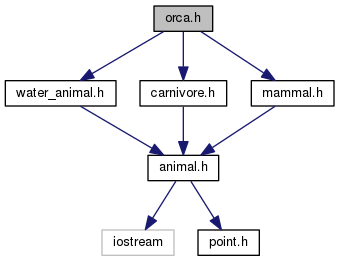 orca.h
water_animal.h
carnivore.h
mammal.h
animal.h
iostream
point.h